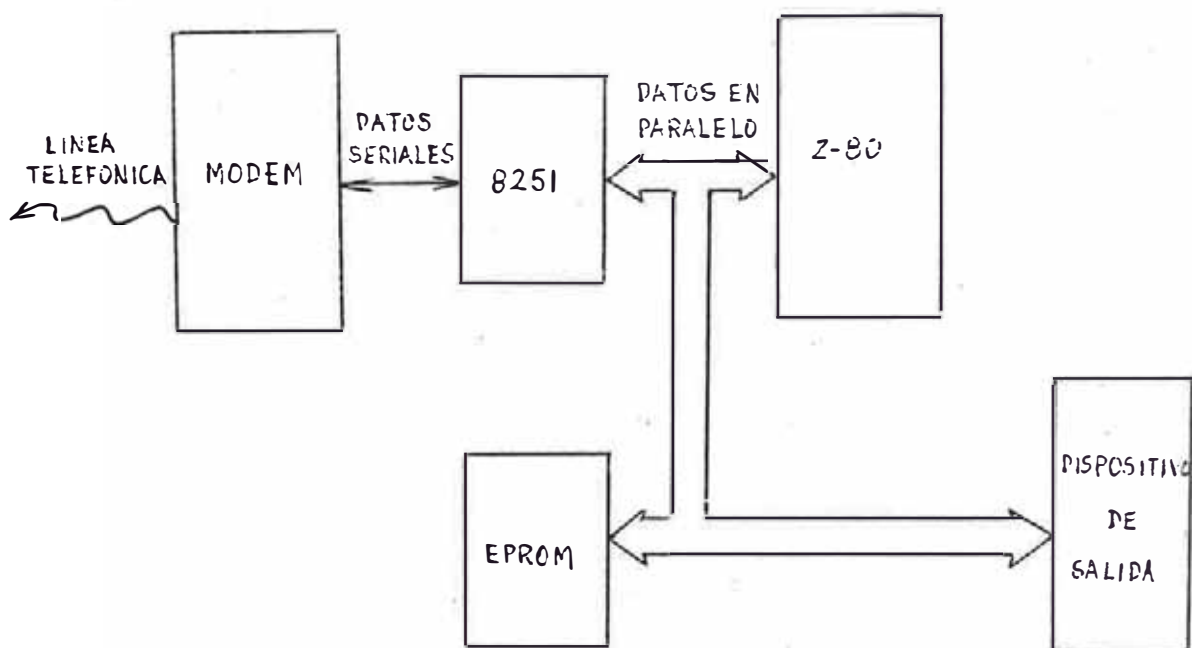 LINEA
TELEFONICA
MODEM
DATOS
SERIALES
8251
DATOS EN
PARALELO
Z-80
EPROM
DISPOSITIVO
DE
SALIDA